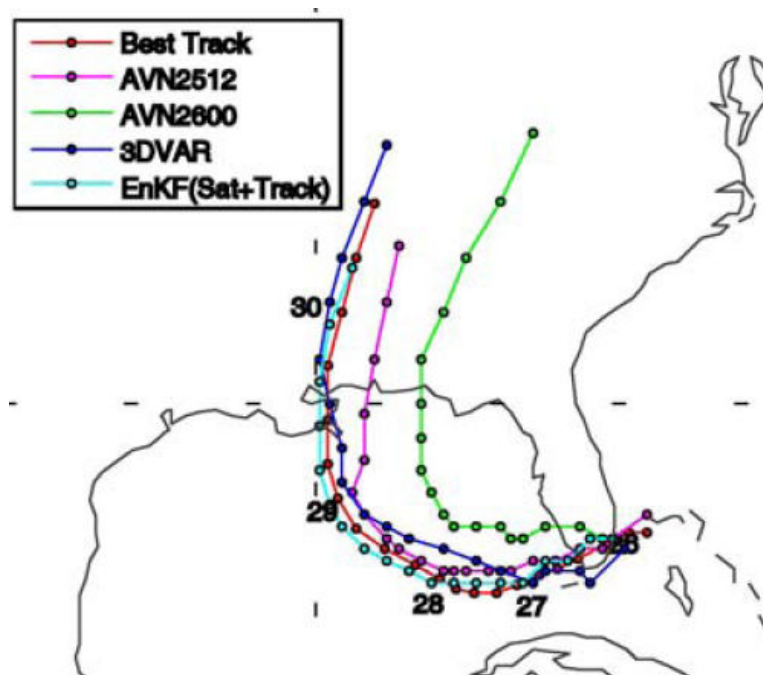 Best Track
AVN2512
AVN2600
3DVAR
EnKF(Sat+Track)
30
29
26
28
27